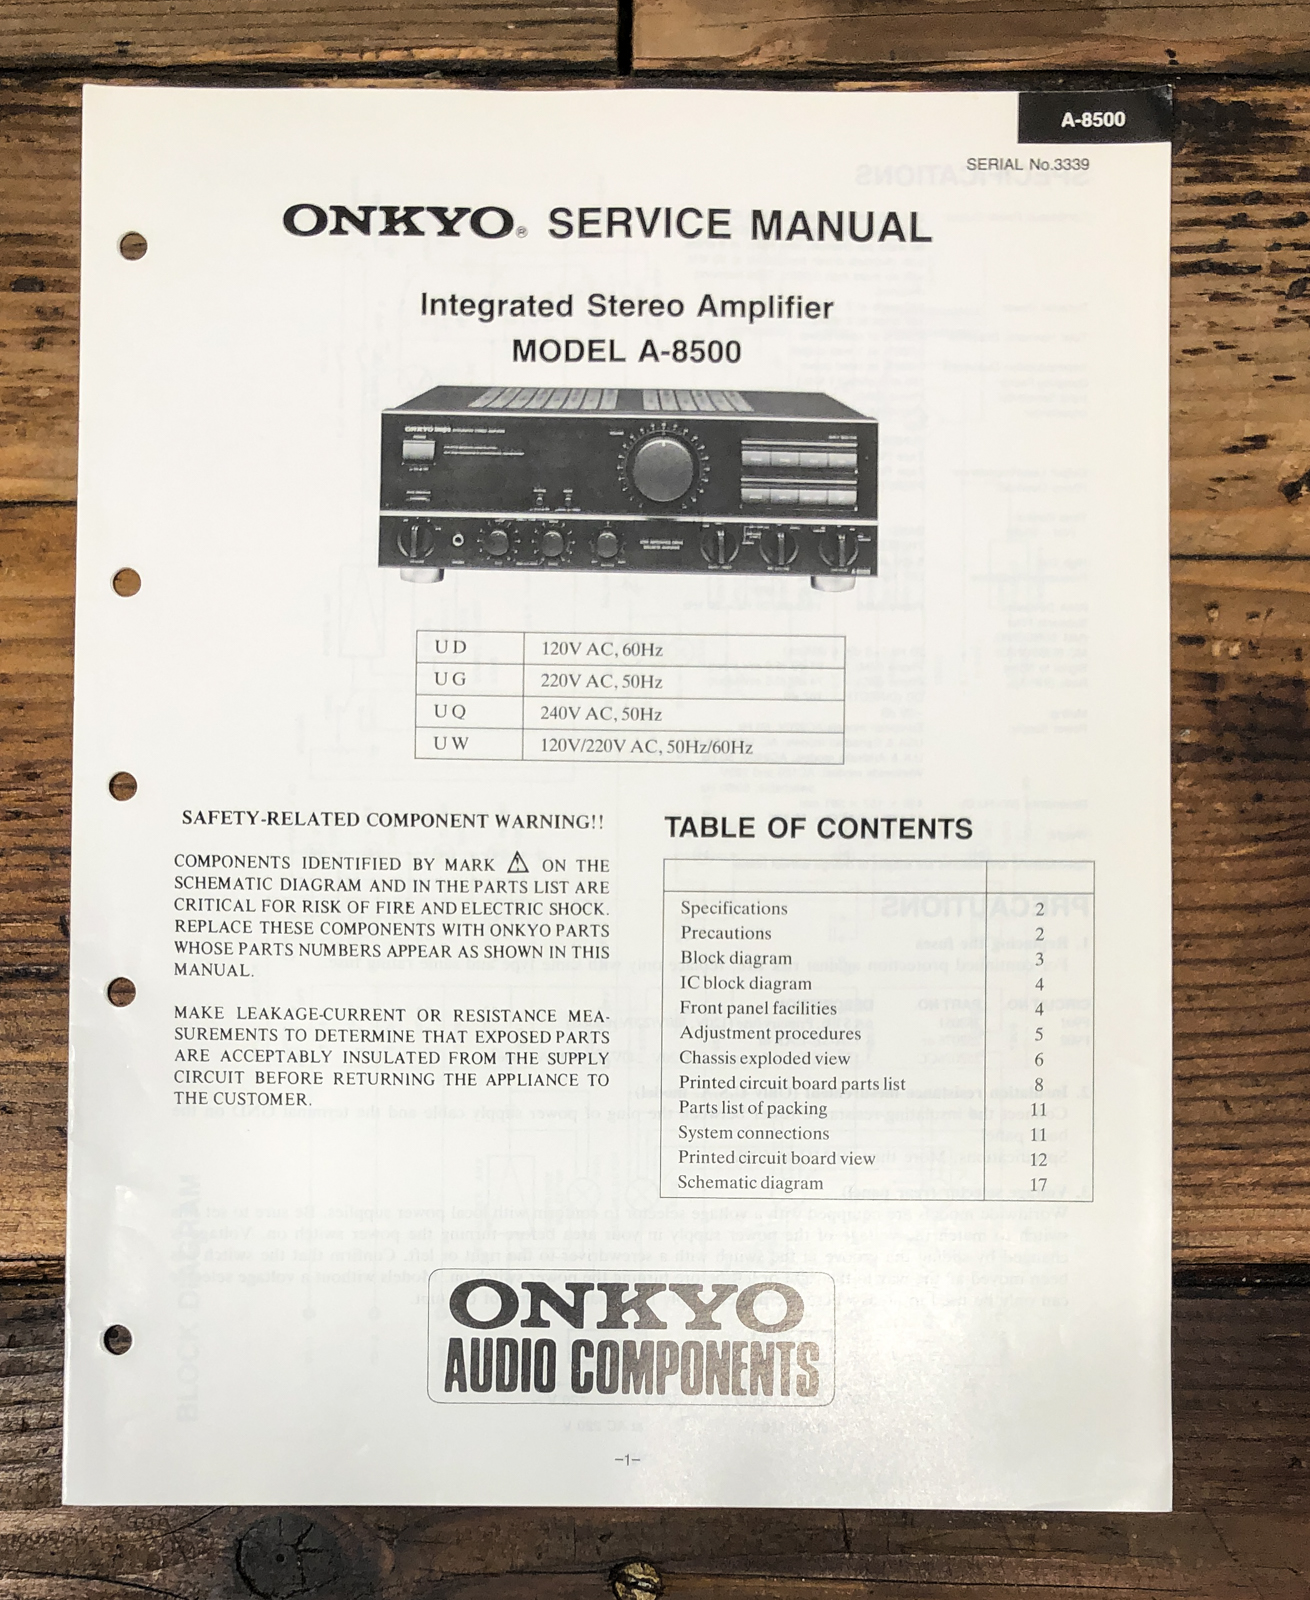 A-8500
SERIAL No.3339
ONKYO® SERVICE MANUAL
Integrated Stereo Amplifier
MODEL A-8500
ONKYO
A-8500
UD 120V AC, 60Hz
UG 220V AC, 50Hz
UQ 240V AC, 50Hz
UW 120V/220V AC, 50Hz/60Hz
SAFETY-RELATED COMPONENT WARNING!!
COMPONENTS IDENTIFIED BY MARK ⚠ ON THE
SCHEMATIC DIAGRAM AND IN THE PARTS LIST ARE
CRITICAL FOR RISK OF FIRE AND ELECTRIC SHOCK.
REPLACE THESE COMPONENTS WITH ONKYO PARTS
WHOSE PARTS NUMBERS APPEAR AS SHOWN IN THIS
MANUAL.
MAKE LEAKAGE-CURRENT OR RESISTANCE MEA-
SUREMENTS TO DETERMINE THAT EXPOSED PARTS
ARE ACCEPTABLY INSULATED FROM THE SUPPLY
CIRCUIT BEFORE RETURNING THE APPLIANCE TO
THE CUSTOMER.
TABLE OF CONTENTS
Specifications 2
Precautions 2
Block diagram 3
IC block diagram 4
Front panel facilities 4
Adjustment procedures 5
Chassis exploded view 6
Printed circuit board parts list 8
Parts list of packing 11
System connections 11
Printed circuit board view 12
Schematic diagram 17
ONKYO
AUDIO COMPONENTS
–1–